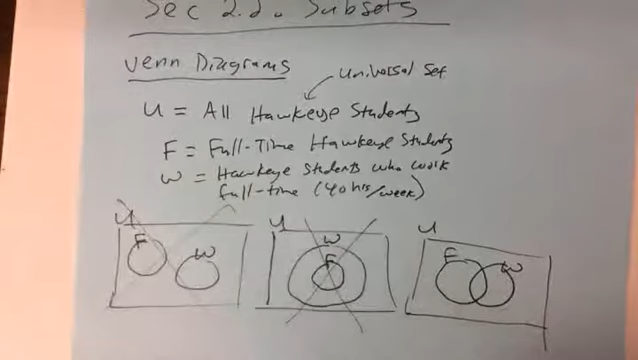 Sec 2.2. Subsets
Venn Diagrams
Universal Set
U = All Hawkeye Students
F = Full-Time Hawkeye Students
W = Hawkeye Students who work
full-time (40 hrs/week)
U
F
W
U
W
F
U
F
W